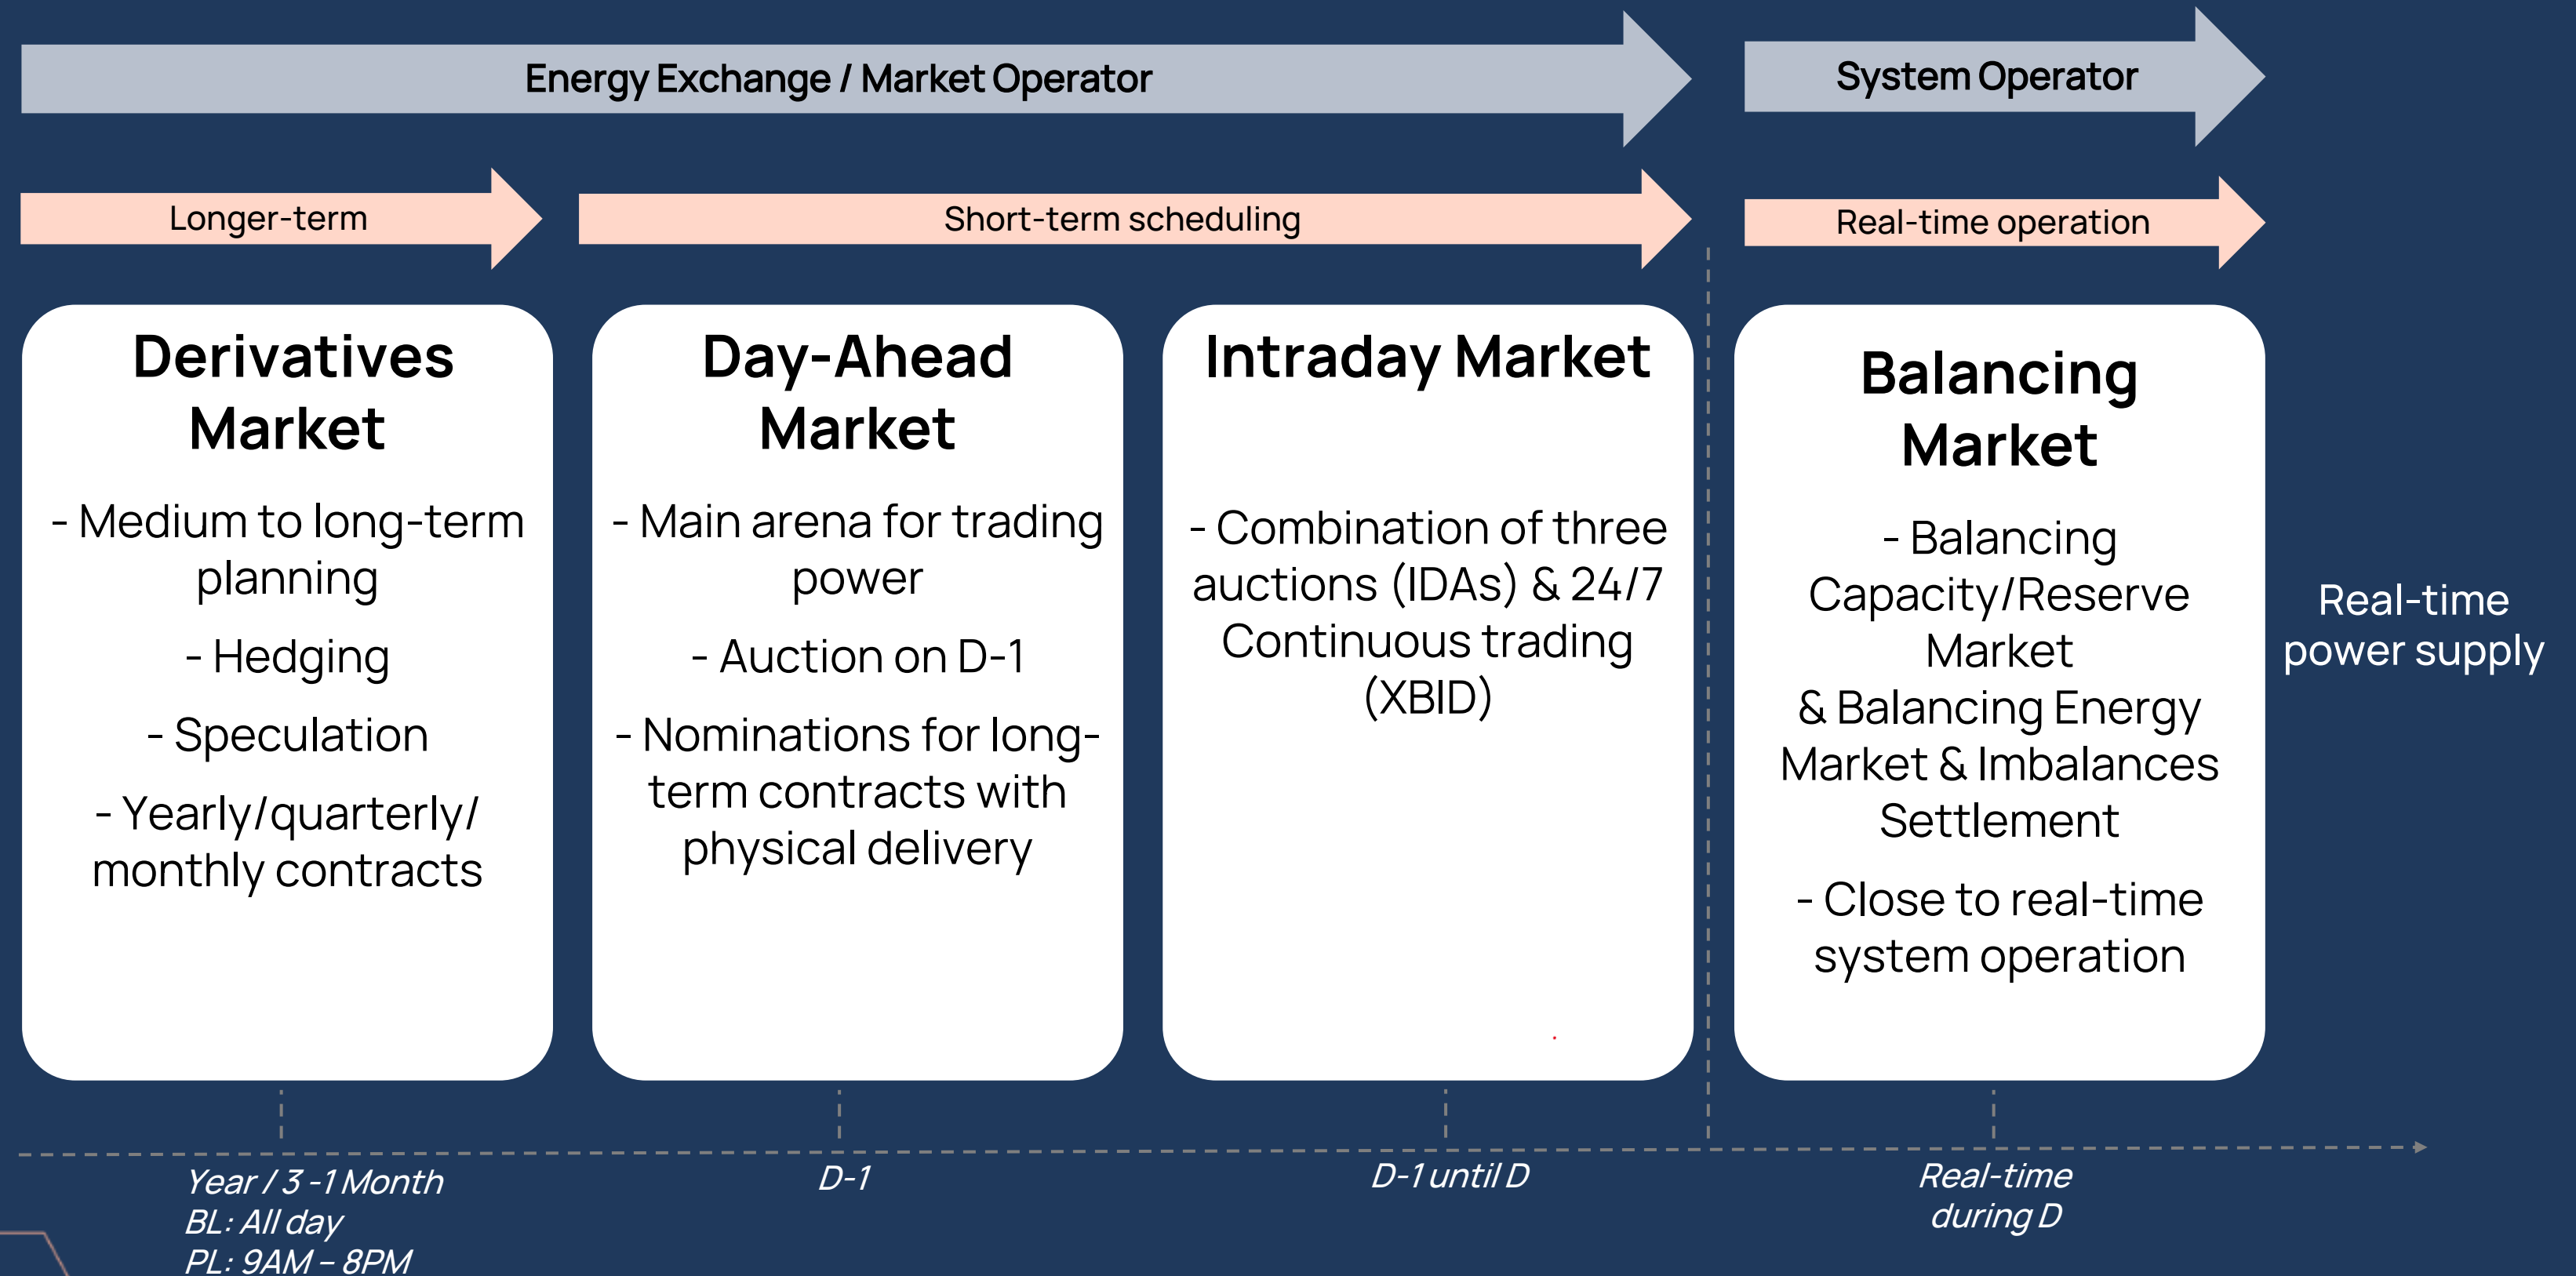 Energy Exchange / Market Operator
System Operator
Longer-term
Short-term scheduling
Real-time operation
Derivatives
Market
- Medium to long-term
planning
- Hedging
- Speculation
- Yearly/quarterly/
monthly contracts
Day-Ahead
Market
- Main arena for trading
power
- Auction on D-1
- Nominations for long-
term contracts with
physical delivery
Intraday Market
- Combination of three
auctions (IDAs) & 24/7
Continuous trading
(XBID)
Balancing
Market
- Balancing
Capacity/Reserve
Market
& Balancing Energy
Market & Imbalances
Settlement
- Close to real-time
system operation
Real-time
power supply
Year / 3 -1 Month
BL: All day
PL: 9AM – 8PM
D-1
D-1 until D
Real-time
during D